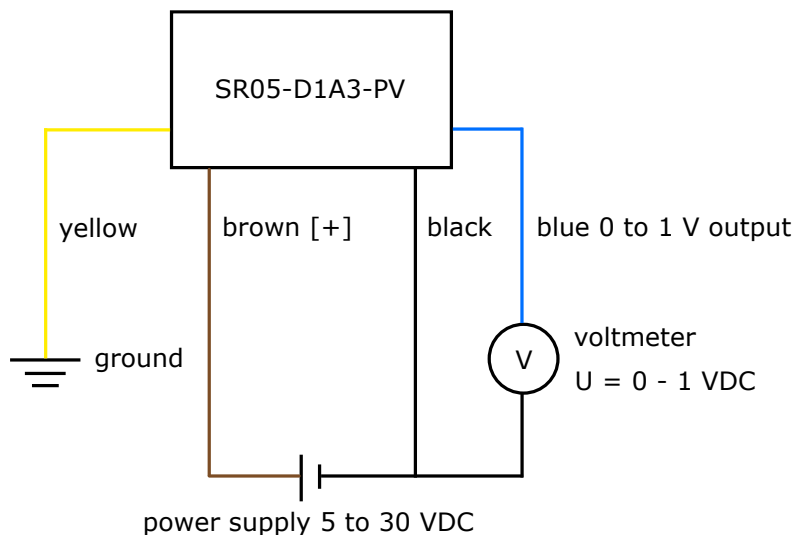 SR05-D1A3-PV
yellow
brown [+]
black
blue 0 to 1 V output
ground
V
voltmeter
U = 0 - 1 VDC
power supply 5 to 30 VDC